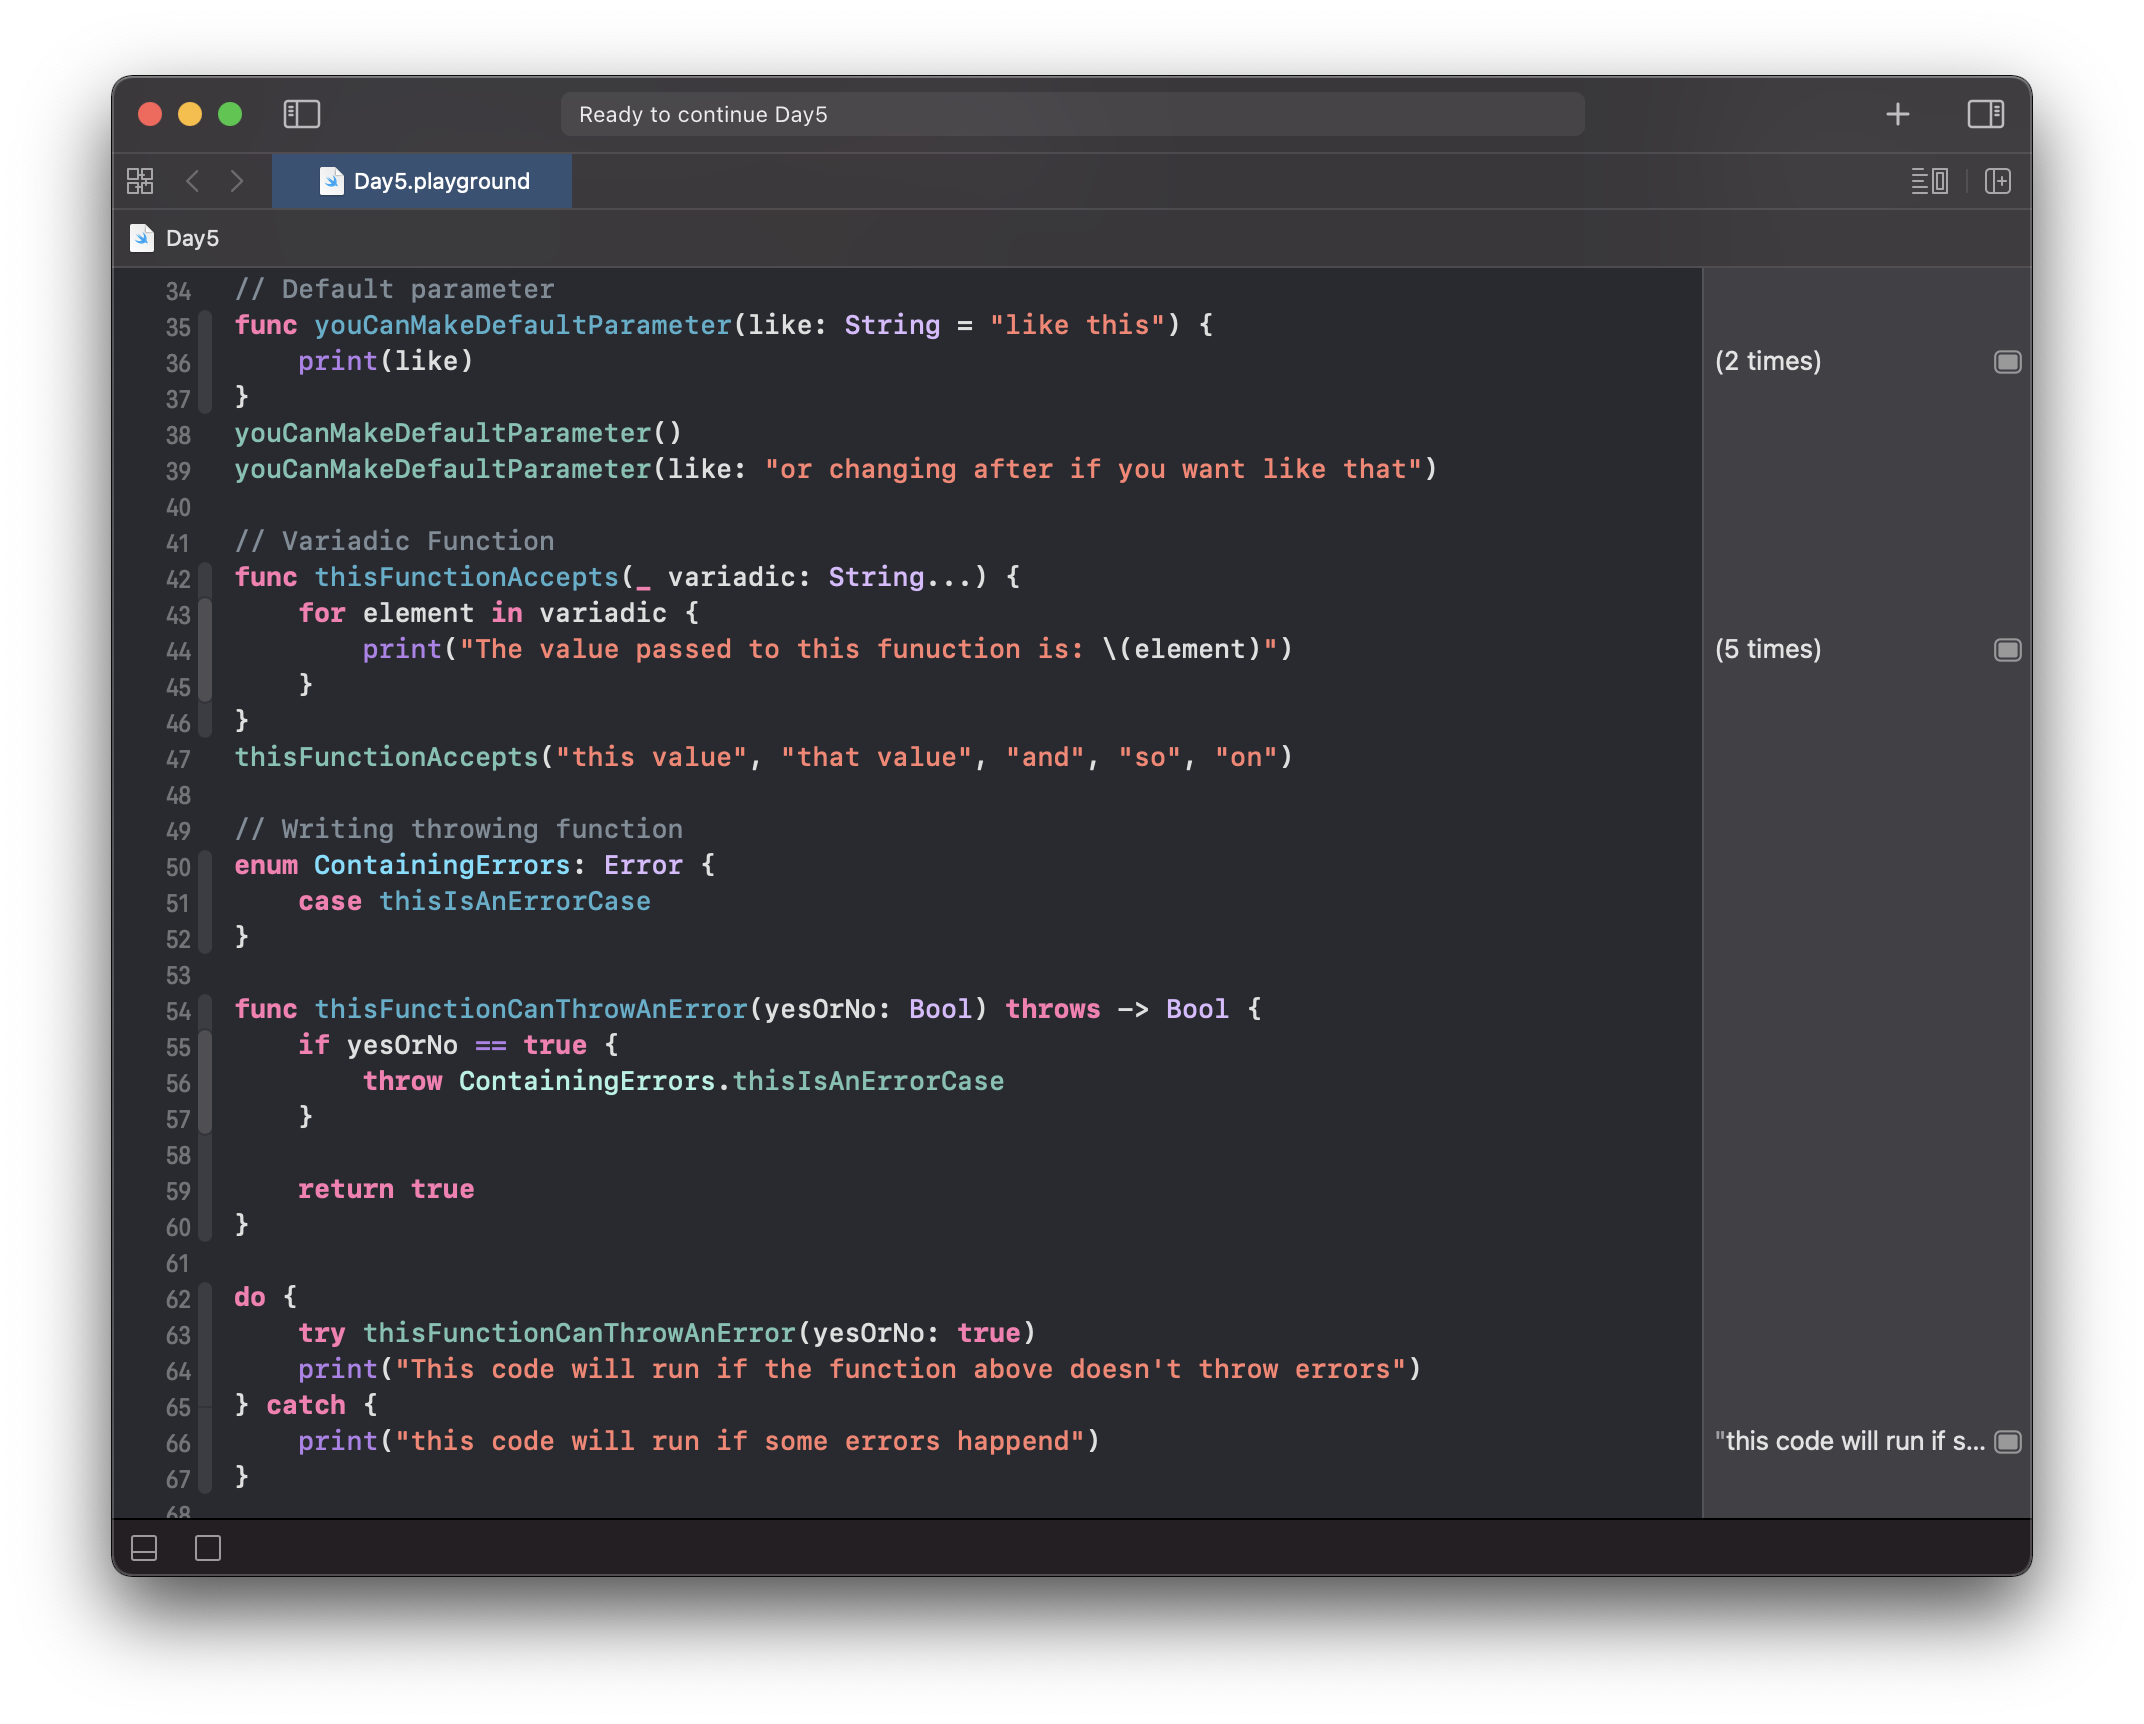 Ready to continue Day5
Day5.playground
Day5
34 // Default parameter
35 func youCanMakeDefaultParameter(like: String = "like this") {
36     print(like) (2 times)
37 }
38 youCanMakeDefaultParameter()
39 youCanMakeDefaultParameter(like: "or changing after if you want like that")
40
41 // Variadic Function
42 func thisFunctionAccepts(_ variadic: String...) {
43     for element in variadic {
44         print("The value passed to this funuction is: \(element)") (5 times)
45     }
46 }
47 thisFunctionAccepts("this value", "that value", "and", "so", "on")
48
49 // Writing throwing function
50 enum ContainingErrors: Error {
51     case thisIsAnErrorCase
52 }
53
54 func thisFunctionCanThrowAnError(yesOrNo: Bool) throws -> Bool {
55     if yesOrNo == true {
56         throw ContainingErrors.thisIsAnErrorCase
57     }
58
59     return true
60 }
61
62 do {
63     try thisFunctionCanThrowAnError(yesOrNo: true)
64     print("This code will run if the function above doesn't throw errors")
65 } catch {
66     print("this code will run if some errors happend") "this code will run if s...
67 }
68